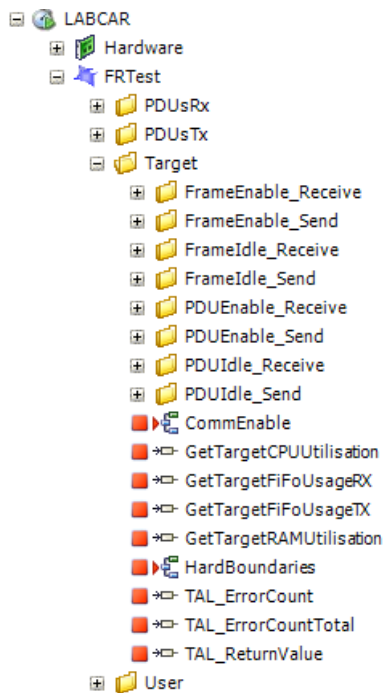 LABCAR
Hardware
FRTest
PDUsRx
PDUsTx
Target
FrameEnable_Receive
FrameEnable_Send
FrameIdle_Receive
FrameIdle_Send
PDUEnable_Receive
PDUEnable_Send
PDUIdle_Receive
PDUIdle_Send
CommEnable
GetTargetCPUUtilisation
GetTargetFiFoUsageRX
GetTargetFiFoUsageTX
GetTargetRAMUtilisation
HardBoundaries
TAL_ErrorCount
TAL_ErrorCountTotal
TAL_ReturnValue
User